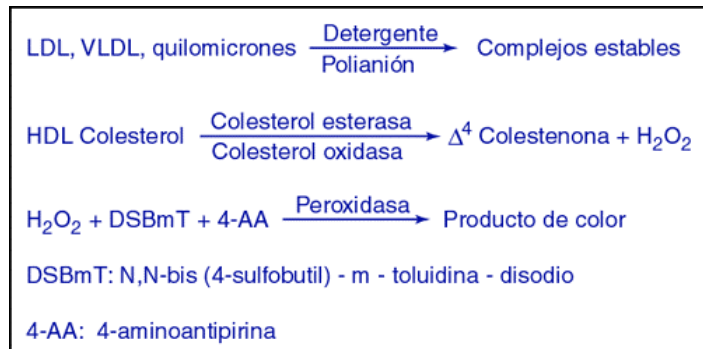 LDL, VLDL, quilomicrones Detergente Polianión Complejos estables
HDL Colesterol Colesterol esterasa Colesterol oxidasa Δ⁴ Colestenona + H₂O₂
H₂O₂ + DSBmT + 4-AA Peroxidasa Producto de color
DSBmT: N,N-bis (4-sulfobutil) - m - toluidina - disodio
4-AA: 4-aminoantipirina